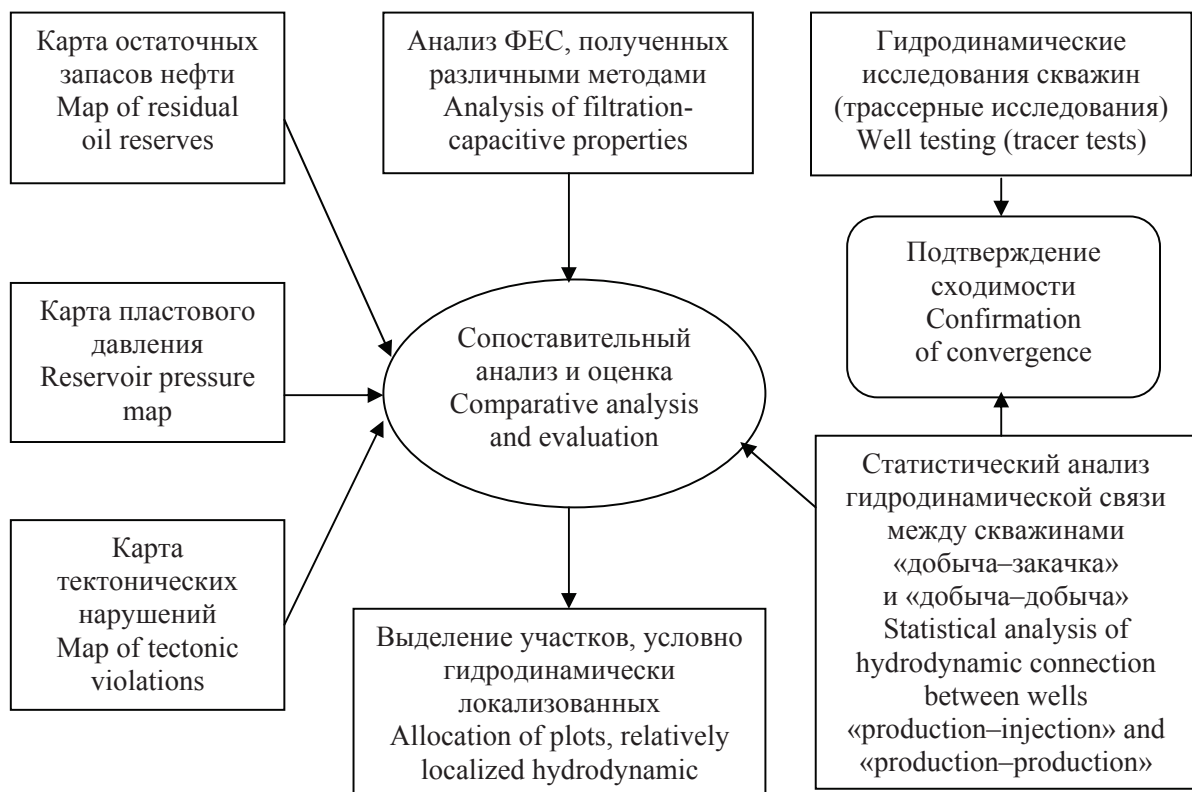 Карта остаточных
запасов нефти
Map of residual
oil reserves
Анализ ФЕС, полученных
различными методами
Analysis of filtration-
capacitive properties
Гидродинамические
исследования скважин
(трассерные исследования)
Well testing (tracer tests)
Подтверждение
сходимости
Confirmation
of convergence
Карта пластового
давления
Reservoir pressure
map
Сопоставительный
анализ и оценка
Comparative analysis
and evaluation
Карта
тектонических
нарушений
Map of tectonic
violations
Выделение участков, условно
гидродинамически
локализованных
Allocation of plots, relatively
localized hydrodynamic
Статистический анализ
гидродинамической связи
между скважинами
«добыча–закачка»
и «добыча–добыча»
Statistical analysis of
hydrodynamic connection
between wells
«production–injection» and
«production–production»